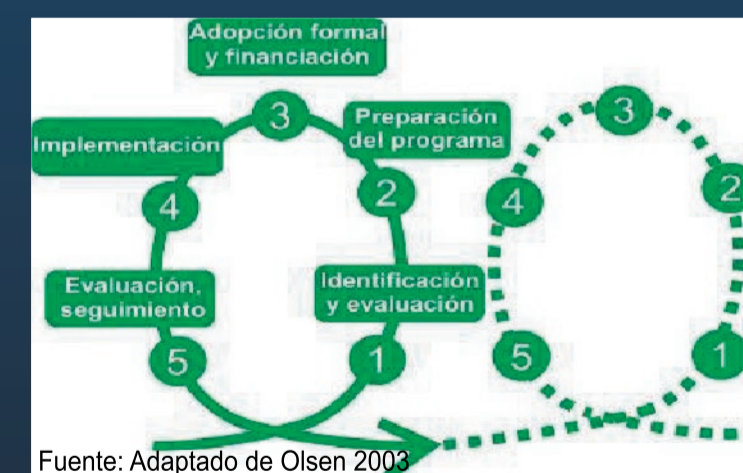 Adopción formal
y financiación
3
Preparación
del programa
Implementación
2
4
Evaluación,
seguimiento
Identificación
y evaluación
5
1
3
2
4
5
1
Fuente: Adaptado de Olsen 2003